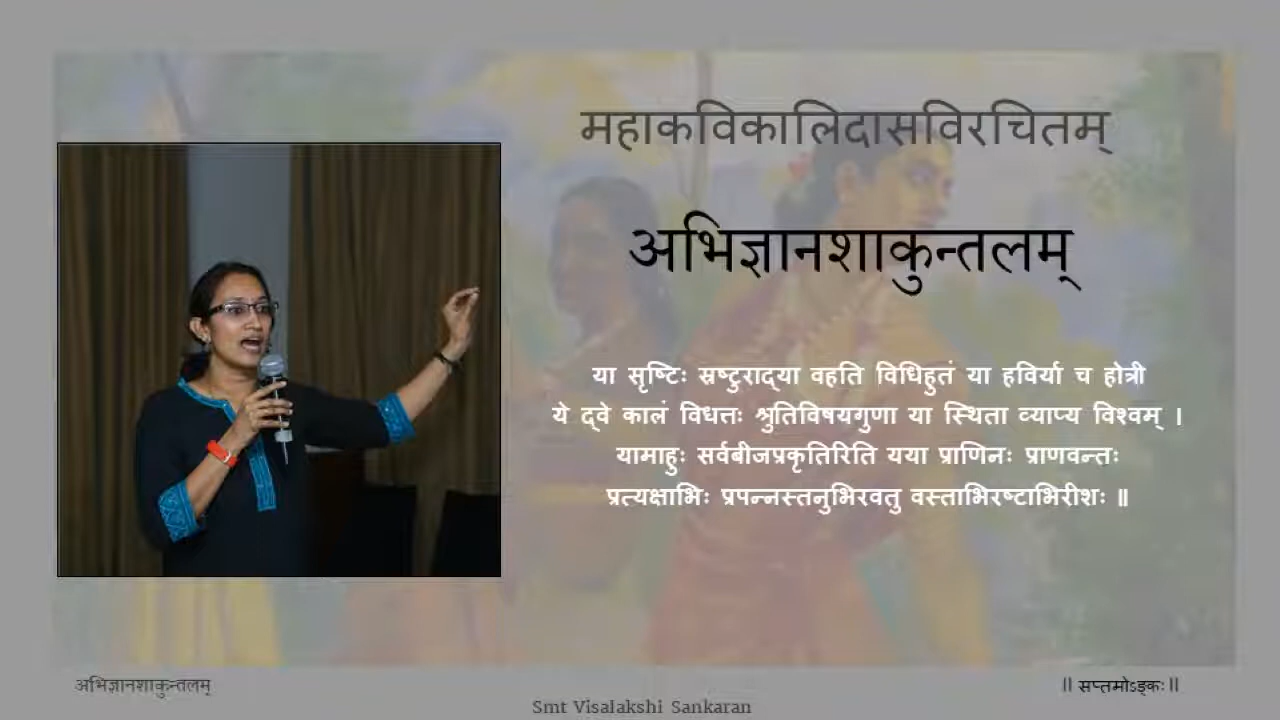 महाकविकालिदासविरचितम्
अभिज्ञानशाकुन्तलम्
या सृष्टिः स्रष्टुराद्या वहति विधिहुतं या हविर्या च होत्री
ये द्वे कालं विधत्तः श्रुतिविषयगुणा या स्थिता व्याप्य विश्वम् ।
यामाहुः सर्वबीजप्रकृतिरिति यया प्राणिनः प्राणवन्तः
प्रत्यक्षाभिः प्रपन्नस्तनुभिरवतु वस्ताभिरष्टाभिरीशः ॥
अभिज्ञानशाकुन्तलम्
॥ सप्तमोऽङ्कः ॥
Smt Visalakshi Sankaran